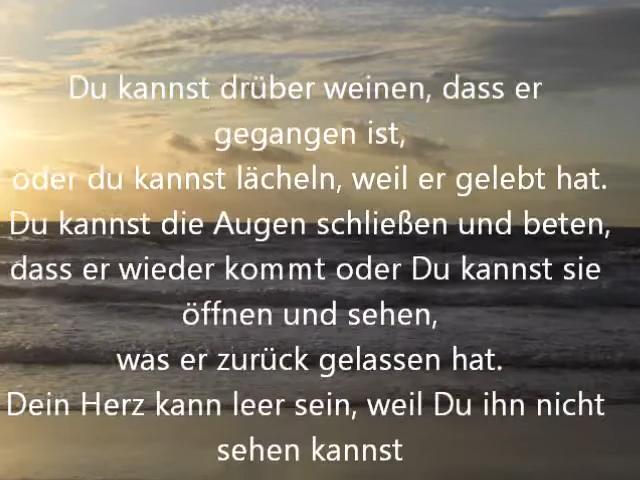 Du kannst drüber weinen, dass er
gegangen ist,
oder du kannst lächeln, weil er gelebt hat.
Du kannst die Augen schließen und beten,
dass er wieder kommt oder Du kannst sie
öffnen und sehen,
was er zurück gelassen hat.
Dein Herz kann leer sein, weil Du ihn nicht
sehen kannst